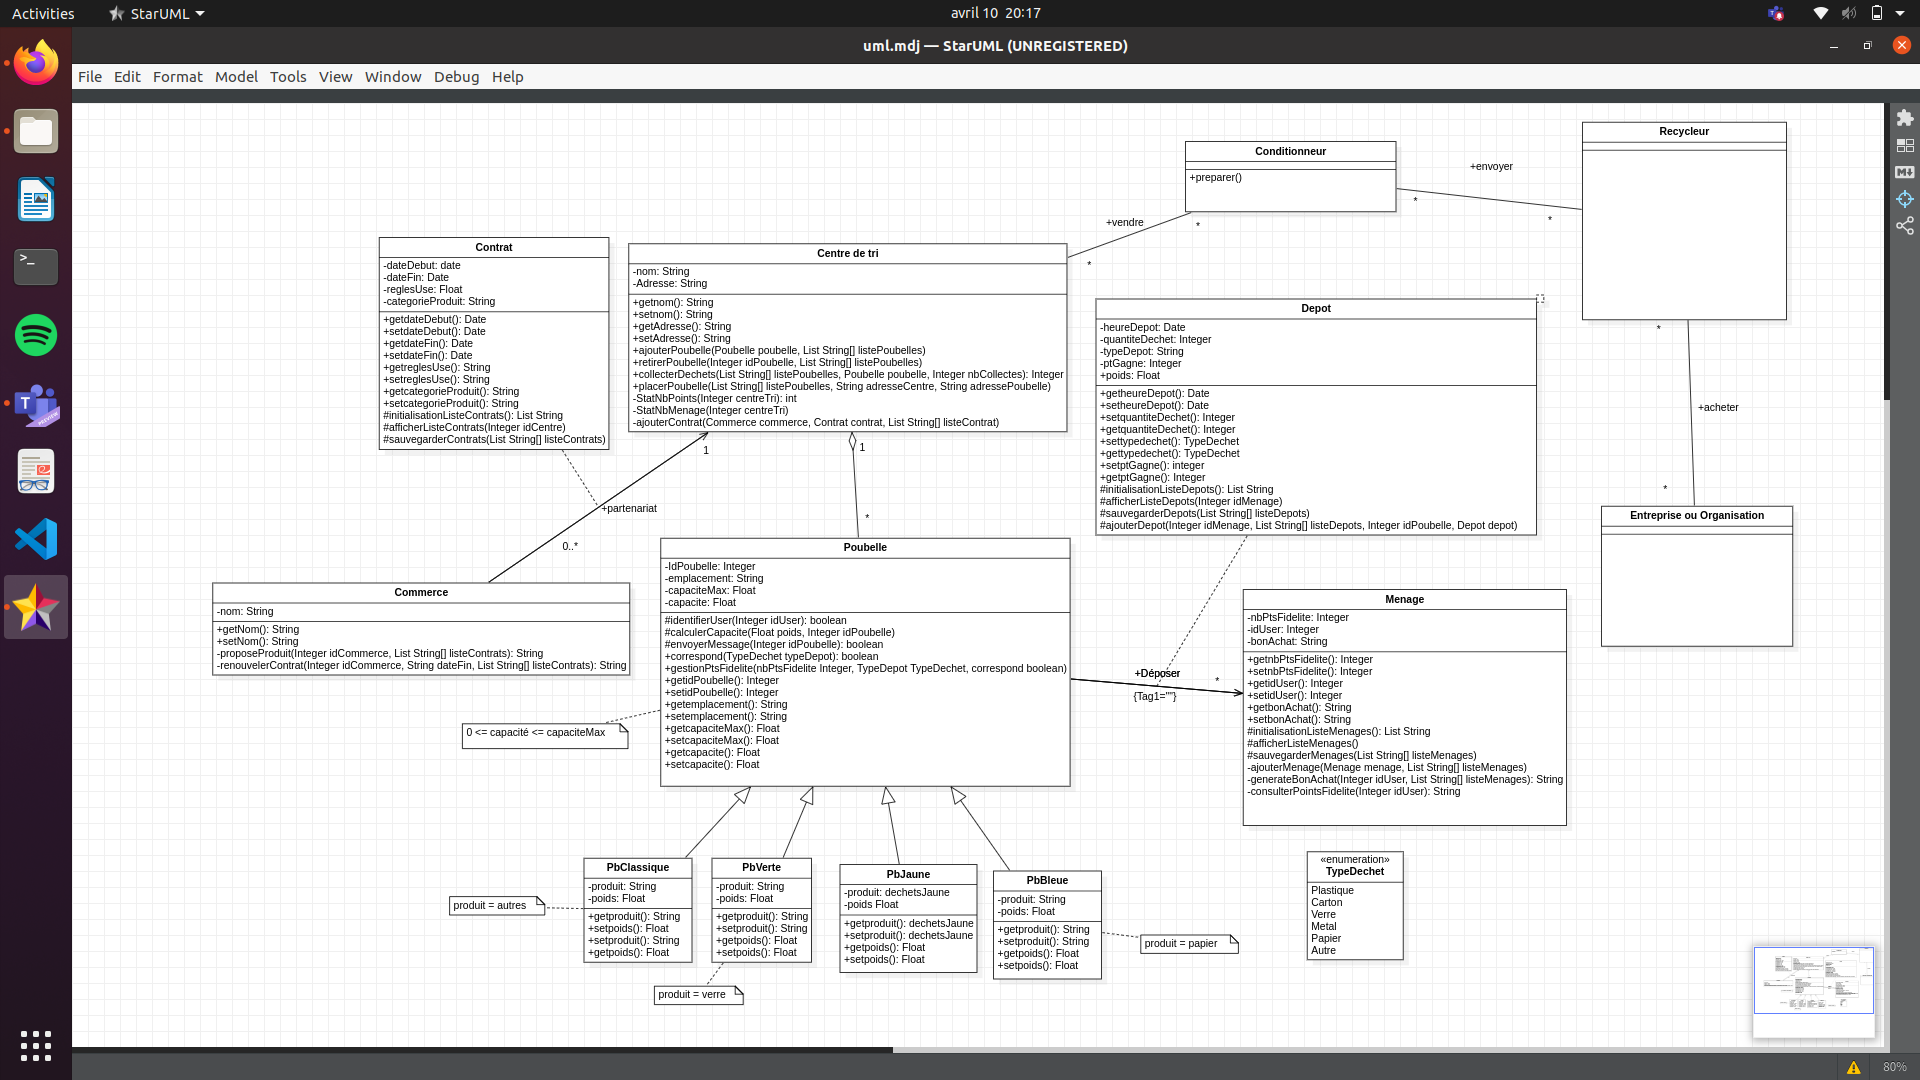 Activities
StarUML
avril 10 20:17
uml.mdj — StarUML (UNREGISTERED)
File Edit Format Model Tools View Window Debug Help
Recycleur
Conditionneur
+preparer()
+envoyer
*
*
+vendre
*
*
Contrat
-dateDebut: date
-dateFin: Date
-reglesUse: Float
-categorieProduit: String
+getdateDebut(): Date
+setdateDebut(): Date
+getdateFin(): Date
+setdateFin(): Date
+getreglesUse(): String
+setreglesUse(): String
+getcategorieProduit(): String
+setcategorieProduit(): String
#initialisationListeContrats(): List String
#afficherListeContrats(Integer idCentre)
#sauvegarderContrats(List String[] listeContrats)
Centre de tri
-nom: String
-Adresse: String
+getnom(): String
+setnom(): String
+getAdresse(): String
+setAdresse(): String
+ajouterPoubelle(Poubelle poubelle, List String[] listePoubelles)
+retirerPoubelle(Integer idPoubelle, List String[] listePoubelles)
+collecterDechets(List String[] listePoubelles, Poubelle poubelle, Integer nbCollectes): Integer
+placerPoubelle(List String[] listePoubelles, String adresseCentre, String adressePoubelle)
-StatNbPoints(Integer centreTri): int
-StatNbMenage(Integer centreTri)
-ajouterContrat(Commerce commerce, Contrat contrat, List String[] listeContrat)
Depot
-heureDepot: Date
-quantiteDechet: Integer
-typeDepot: String
-ptGagne: Integer
+poids: Float
+getheureDepot(): Date
+setheureDepot(): Date
+setquantiteDechet(): Integer
+getquantiteDechet(): Integer
+settypedechet(): TypeDechet
+gettypedechet(): TypeDechet
+setptGagne(): integer
+getptGagne(): Integer
#initialisationListeDepots(): List String
#afficherListeDepots(Integer idMenage)
#sauvegarderDepots(List String[] listeDepots)
#ajouterDepot(Integer idMenage, List String[] listeDepots, Integer idPoubelle, Depot depot)
*
+acheter
*
Entreprise ou Organisation
1
+partenariat
0..*
1
*
Commerce
-nom: String
+getNom(): String
+setNom(): String
-proposeProduit(Integer idCommerce, List String[] listeContrats): String
-renouvelerContrat(Integer idCommerce, String dateFin, List String[] listeContrats): String
Poubelle
-IdPoubelle: Integer
-emplacement: String
-capaciteMax: Float
-capacite: Float
#identifierUser(Integer idUser): boolean
#calculerCapacite(Float poids, Integer idPoubelle)
#envoyerMessage(Integer idPoubelle): boolean
+correspond(TypeDechet typeDepot): boolean
+gestionPtsFidelite(nbPtsFidelite Integer, TypeDepot TypeDechet, correspond boolean)
+getidPoubelle(): Integer
+setidPoubelle(): Integer
+getemplacement(): String
+setemplacement(): String
+getcapaciteMax(): Float
+setcapaciteMax(): Float
+getcapacite(): Float
+setcapacite(): Float
0 <= capacité <= capaciteMax
+Déposer
{Tag1=""}
*
Menage
-nbPtsFidelite: Integer
-idUser: Integer
-bonAchat: String
+getnbPtsFidelite(): Integer
+setnbPtsFidelite(): Integer
+getidUser(): Integer
+setidUser(): Integer
+getbonAchat(): String
+setbonAchat(): String
#initialisationListeMenages(): List String
#afficherListeMenages()
#sauvegarderMenages(List String[] listeMenages)
-ajouterMenage(Menage menage, List String[] listeMenages)
-generateBonAchat(Integer idUser, List String[] listeMenages): String
-consulterPointsFidelite(Integer idUser): String
PbClassique
-produit: String
-poids: Float
+getproduit(): String
+setpoids(): Float
+setproduit(): String
+getpoids(): Float
produit = autres
PbVerte
-produit: String
-poids: Float
+getproduit(): String
+setproduit(): String
+getpoids(): Float
+setpoids(): Float
produit = verre
PbJaune
-produit: dechetsJaune
-poids Float
+getproduit(): dechetsJaune
+setproduit(): dechetsJaune
+getpoids(): Float
+setpoids(): Float
PbBleue
-produit: String
-poids: Float
+getproduit(): String
+setproduit(): String
+getpoids(): Float
+setpoids(): Float
produit = papier
«enumeration»
TypeDechet
Plastique
Carton
Verre
Metal
Papier
Autre
80%